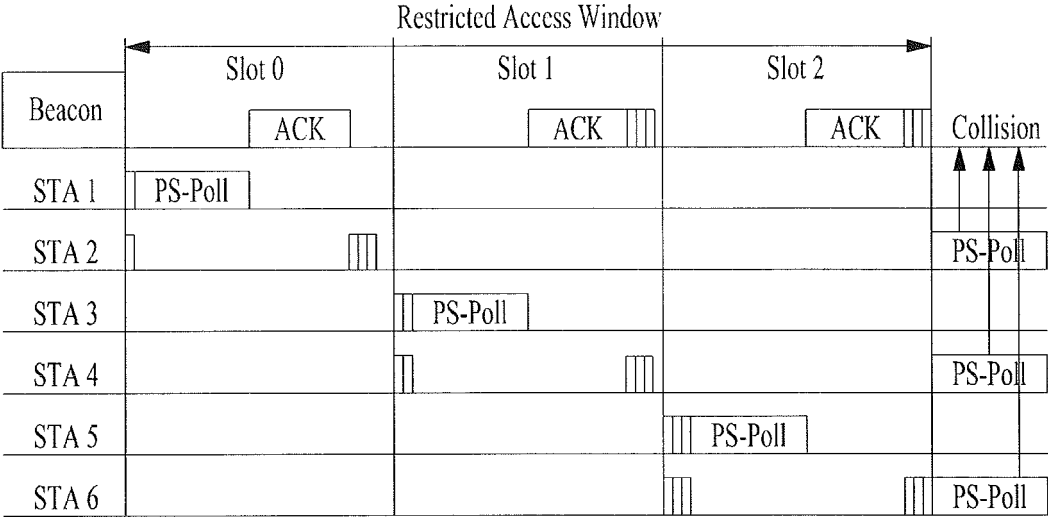 Restricted Access Window
Slot 0 Slot 1 Slot 2
Beacon ACK ACK ACK Collision
STA 1 PS-Poll
STA 2 PS-Poll
STA 3 PS-Poll
STA 4 PS-Poll
STA 5 PS-Poll
STA 6 PS-Poll